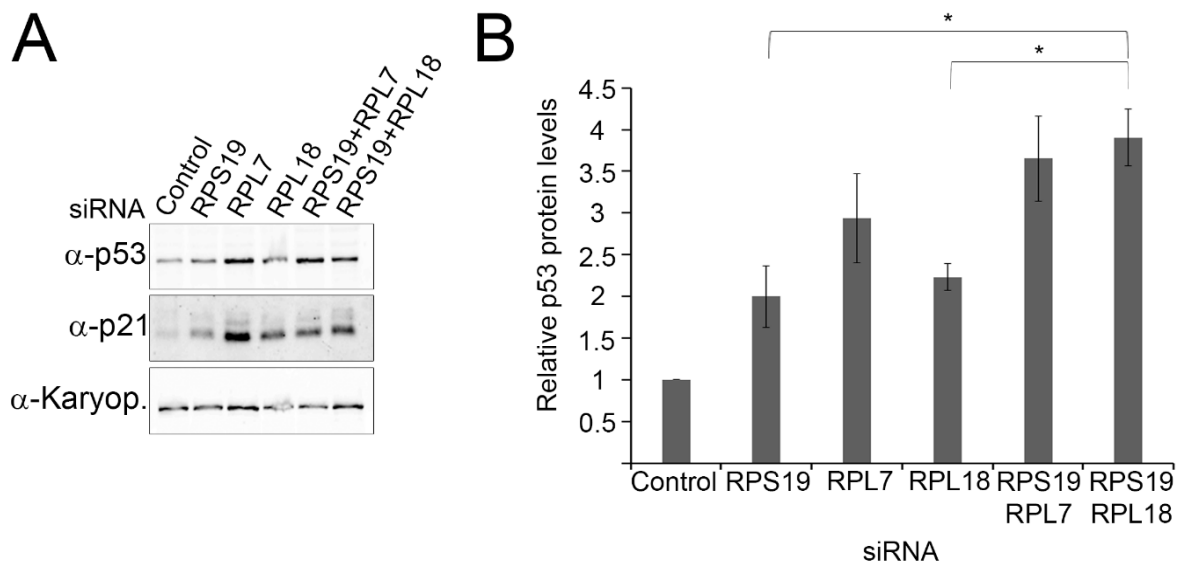 A
siRNA Control RPS19 RPL7 RPL18 RPS19+RPL7 RPS19+RPL18
α-p53
α-p21
α-Karyop.
B
*
*
Relative p53 protein levels
4.5
4
3.5
3
2.5
2
1.5
1
0.5
Control RPS19 RPL7 RPL18 RPS19 RPS19
RPL7 RPL18
siRNA